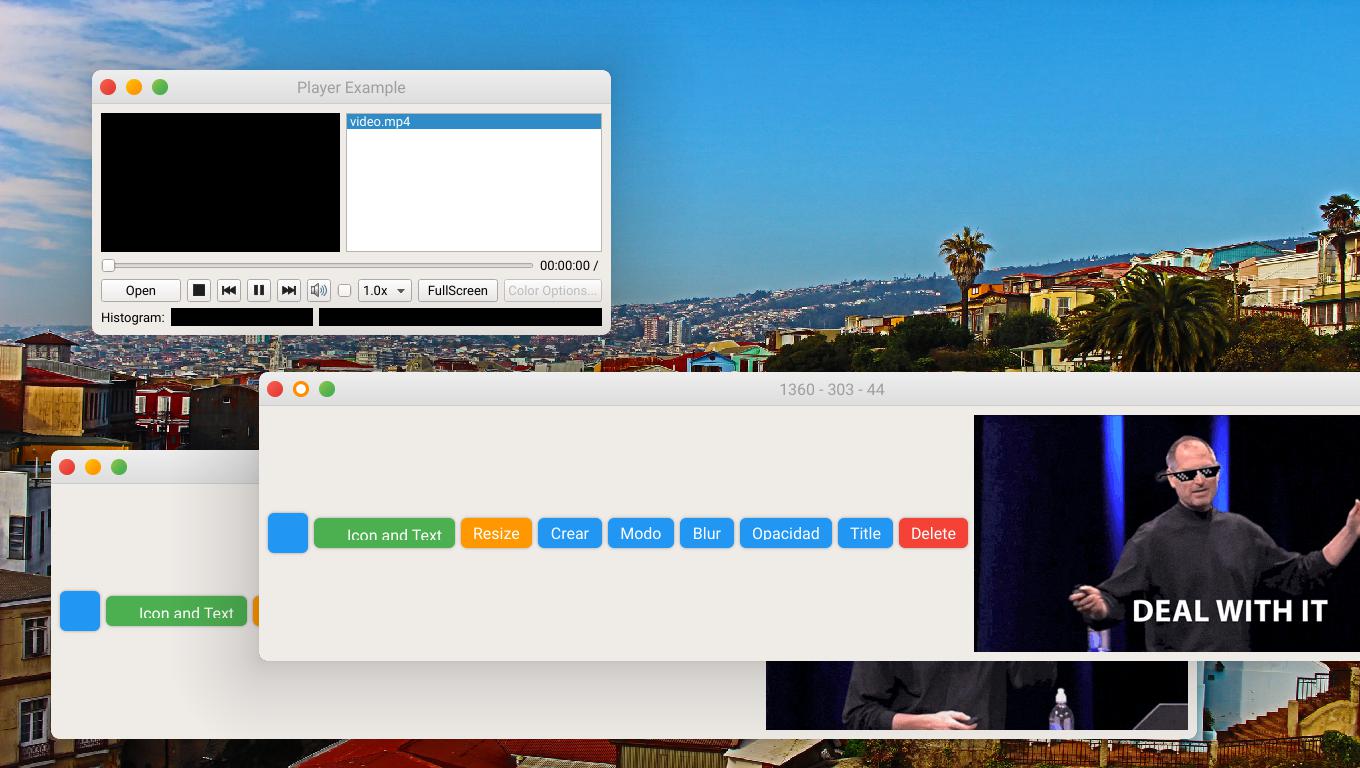 Player Example
video.mp4
00:00:00 /
Open
1.0x
FullScreen
Color Options...
Histogram:
1360 - 303 - 44
Icon and Text
Resize
Crear
Modo
Blur
Opacidad
Title
Delete
DEAL WITH IT
Icon and Text